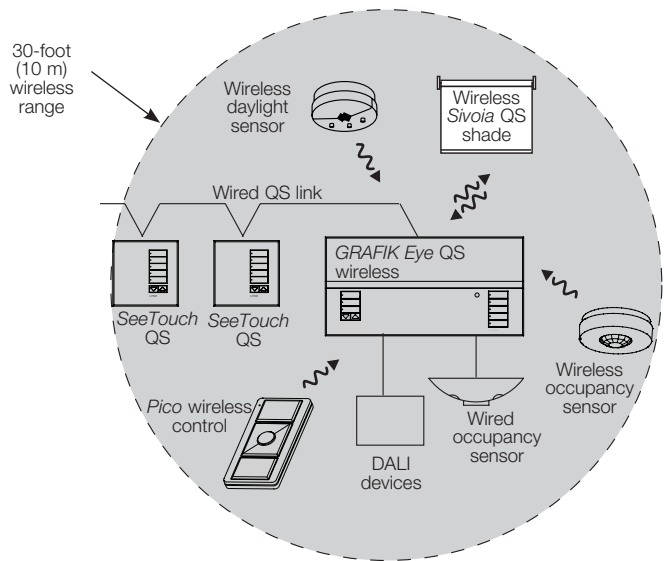 30-foot
(10 m)
wireless
range
Wireless
daylight
sensor
Wireless
Sivoia QS
shade
Wired QS link
GRAFIK Eye QS
wireless
SeeTouch
QS
SeeTouch
QS
Wireless
occupancy
sensor
Pico wireless
control
Wired
occupancy
sensor
DALI
devices